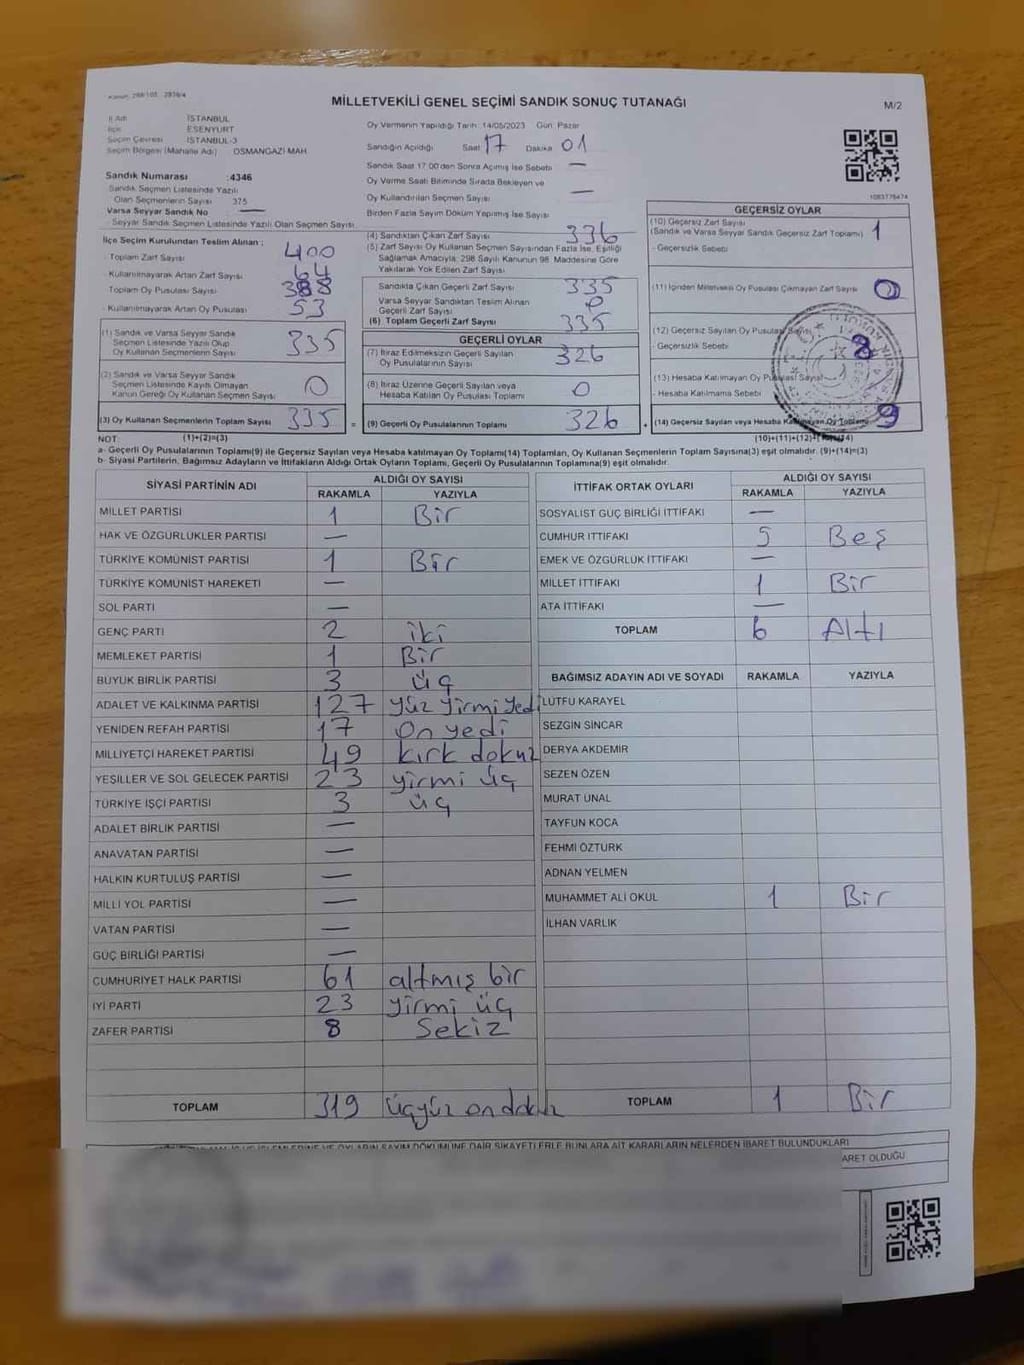 MİLLETVEKİLİ GENEL SEÇİMİ SANDIK SONUÇ TUTANAĞI
M/2
İl Adı İSTANBUL
İlçe ESENYURT
Seçim Çevresi İSTANBUL-3
Seçim Bölgesi (Mahalle Adı) OSMANGAZİ MAH.
Sandık Numarası :4346
Sandık Seçmen Listesinde Yazılı
Olan Seçmenlerin Sayısı 375
Varsa Seyyar Sandık No —
Seyyar Sandık Seçmen Listesinde Yazılı Olan Seçmen Sayısı
Oy Vermenin Yapıldığı Tarih: 14/05/2023 Gün: Pazar
Sandığın Açıldığı Saat 17 Dakika 01
Sandık Saat 17:00'den Sonra Açılmış İse Sebebi —
Oy Verme Saati Bitiminde Sırada Bekleyen ve
Oy Kullandırılan Seçmen Sayısı —
Birden Fazla Sayım Döküm Yapılmış İse Sayısı
1083776474
İlçe Seçim Kurulundan Teslim Alınan :
Toplam Zarf Sayısı 400
Kullanılmayarak Artan Zarf Sayısı 64
Toplam Oy Pusulası Sayısı 388
Kullanılmayarak Artan Oy Pusulası 53
(1) Sandık ve Varsa Seyyar Sandık
Seçmen Listesinde Yazılı Olup
Oy Kullanan Seçmenlerin Sayısı 335
(2) Sandık ve Varsa Seyyar Sandık
Seçmen Listesinde Kayıtlı Olmayan
Kanun Gereği Oy Kullanan Seçmen Sayısı 0
(3) Oy Kullanan Seçmenlerin Toplam Sayısı 335 =
(4) Sandıktan Çıkan Zarf Sayısı 336
(5) Zarf Sayısı Oy Kullanan Seçmen Sayısından Fazla İse, Eşitliği
Sağlamak Amacıyla; 298 Sayılı Kanunun 98. Maddesine Göre
Yakılarak Yok Edilen Zarf Sayısı
Sandıkta Çıkan Geçerli Zarf Sayısı 335
Varsa Seyyar Sandıktan Teslim Alınan
Geçerli Zarf Sayısı 0
(6) Toplam Geçerli Zarf Sayısı 335
GEÇERLİ OYLAR
(7) İtiraz Edilmeksizin Geçerli Sayılan
Oy Pusulalarının Sayısı 326
(8) İtiraz Üzerine Geçerli Sayılan veya
Hesaba Katılan Oy Pusulası Toplamı 0
(9) Geçerli Oy Pusulalarının Toplamı 326 +
GEÇERSİZ OYLAR
(10) Geçersiz Zarf Sayısı
(Sandık ve Varsa Seyyar Sandık Geçersiz Zarf Toplamı) 1
- Geçersizlik Sebebi
(11) İçinden Milletvekili Oy Pusulası Çıkmayan Zarf Sayısı 0
(12) Geçersiz Sayılan Oy Pusulası Sayısı 8
- Geçersizlik Sebebi
(13) Hesaba Katılmayan Oy Pusulası Sayısı
- Hesaba Katılmama Sebebi
(14) Geçersiz Sayılan veya Hesaba Katılmayan Oy Toplamı 9
NOT: (1)+(2)=(3) (10)+(11)+(12)+(13)=(14)
a- Geçerli Oy Pusulalarının Toplamı(9) ile Geçersiz Sayılan veya Hesaba katılmayan Oy Toplamı(14) Toplamları, Oy Kullanan Seçmenlerin Toplam Sayısına(3) eşit olmalıdır. (9)+(14)=(3)
b- Siyasi Partilerin, Bağımsız Adayların ve İttifakların Aldığı Ortak Oyların Toplamı, Geçerli Oy Pusulalarının Toplamına(9) eşit olmalıdır.
SİYASİ PARTİNİN ADI ALDIĞI OY SAYISI
RAKAMLA YAZIYLA
MİLLET PARTİSİ 1 Bir
HAK VE ÖZGÜRLÜKLER PARTİSİ —
TÜRKİYE KOMÜNİST PARTİSİ 1 Bir
TÜRKİYE KOMÜNİST HAREKETİ —
SOL PARTİ —
GENÇ PARTİ 2 iki
MEMLEKET PARTİSİ 1 Bir
BÜYÜK BİRLİK PARTİSİ 3 üç
ADALET VE KALKINMA PARTİSİ 127 yüz yirmi yedi
YENİDEN REFAH PARTİSİ 17 on yedi
MİLLİYETÇİ HAREKET PARTİSİ 49 kırk dokuz
YEŞİLLER VE SOL GELECEK PARTİSİ 23 yirmi üç
TÜRKİYE İŞÇİ PARTİSİ 3 üç
ADALET BİRLİK PARTİSİ —
ANAVATAN PARTİSİ —
HALKIN KURTULUŞ PARTİSİ —
MİLLİ YOL PARTİSİ —
VATAN PARTİSİ —
GÜÇ BİRLİĞİ PARTİSİ —
CUMHURİYET HALK PARTİSİ 61 altmış bir
İYİ PARTİ 23 yirmi üç
ZAFER PARTİSİ 8 Sekiz
TOPLAM 319 üçyüz on dokuz
İTTİFAK ORTAK OYLARI ALDIĞI OY SAYISI
RAKAMLA YAZIYLA
SOSYALİST GÜÇ BİRLİĞİ İTTİFAKI —
CUMHUR İTTİFAKI 5 Beş
EMEK VE ÖZGÜRLÜK İTTİFAKI —
MİLLET İTTİFAKI 1 Bir
ATA İTTİFAKI —
TOPLAM 6 Altı
BAĞIMSIZ ADAYIN ADI VE SOYADI RAKAMLA YAZIYLA
LÜTFÜ KARAYEL
SEZGİN SİNCAR
DERYA AKDEMİR
SEZEN ÖZEN
MURAT ÜNAL
TAYFUN KOCA
FEHMİ ÖZTÜRK
ADNAN YELMEN
MUHAMMET ALİ OKUL 1 Bir
İLHAN VARLIK
TOPLAM 1 Bir
OYLARIN SAYIM DÖKÜMÜNE DAİR ŞİKAYETLERLE BUNLARA AİT KARARLARIN NELERDEN İBARET BULUNDUKLARI
OLDUĞU